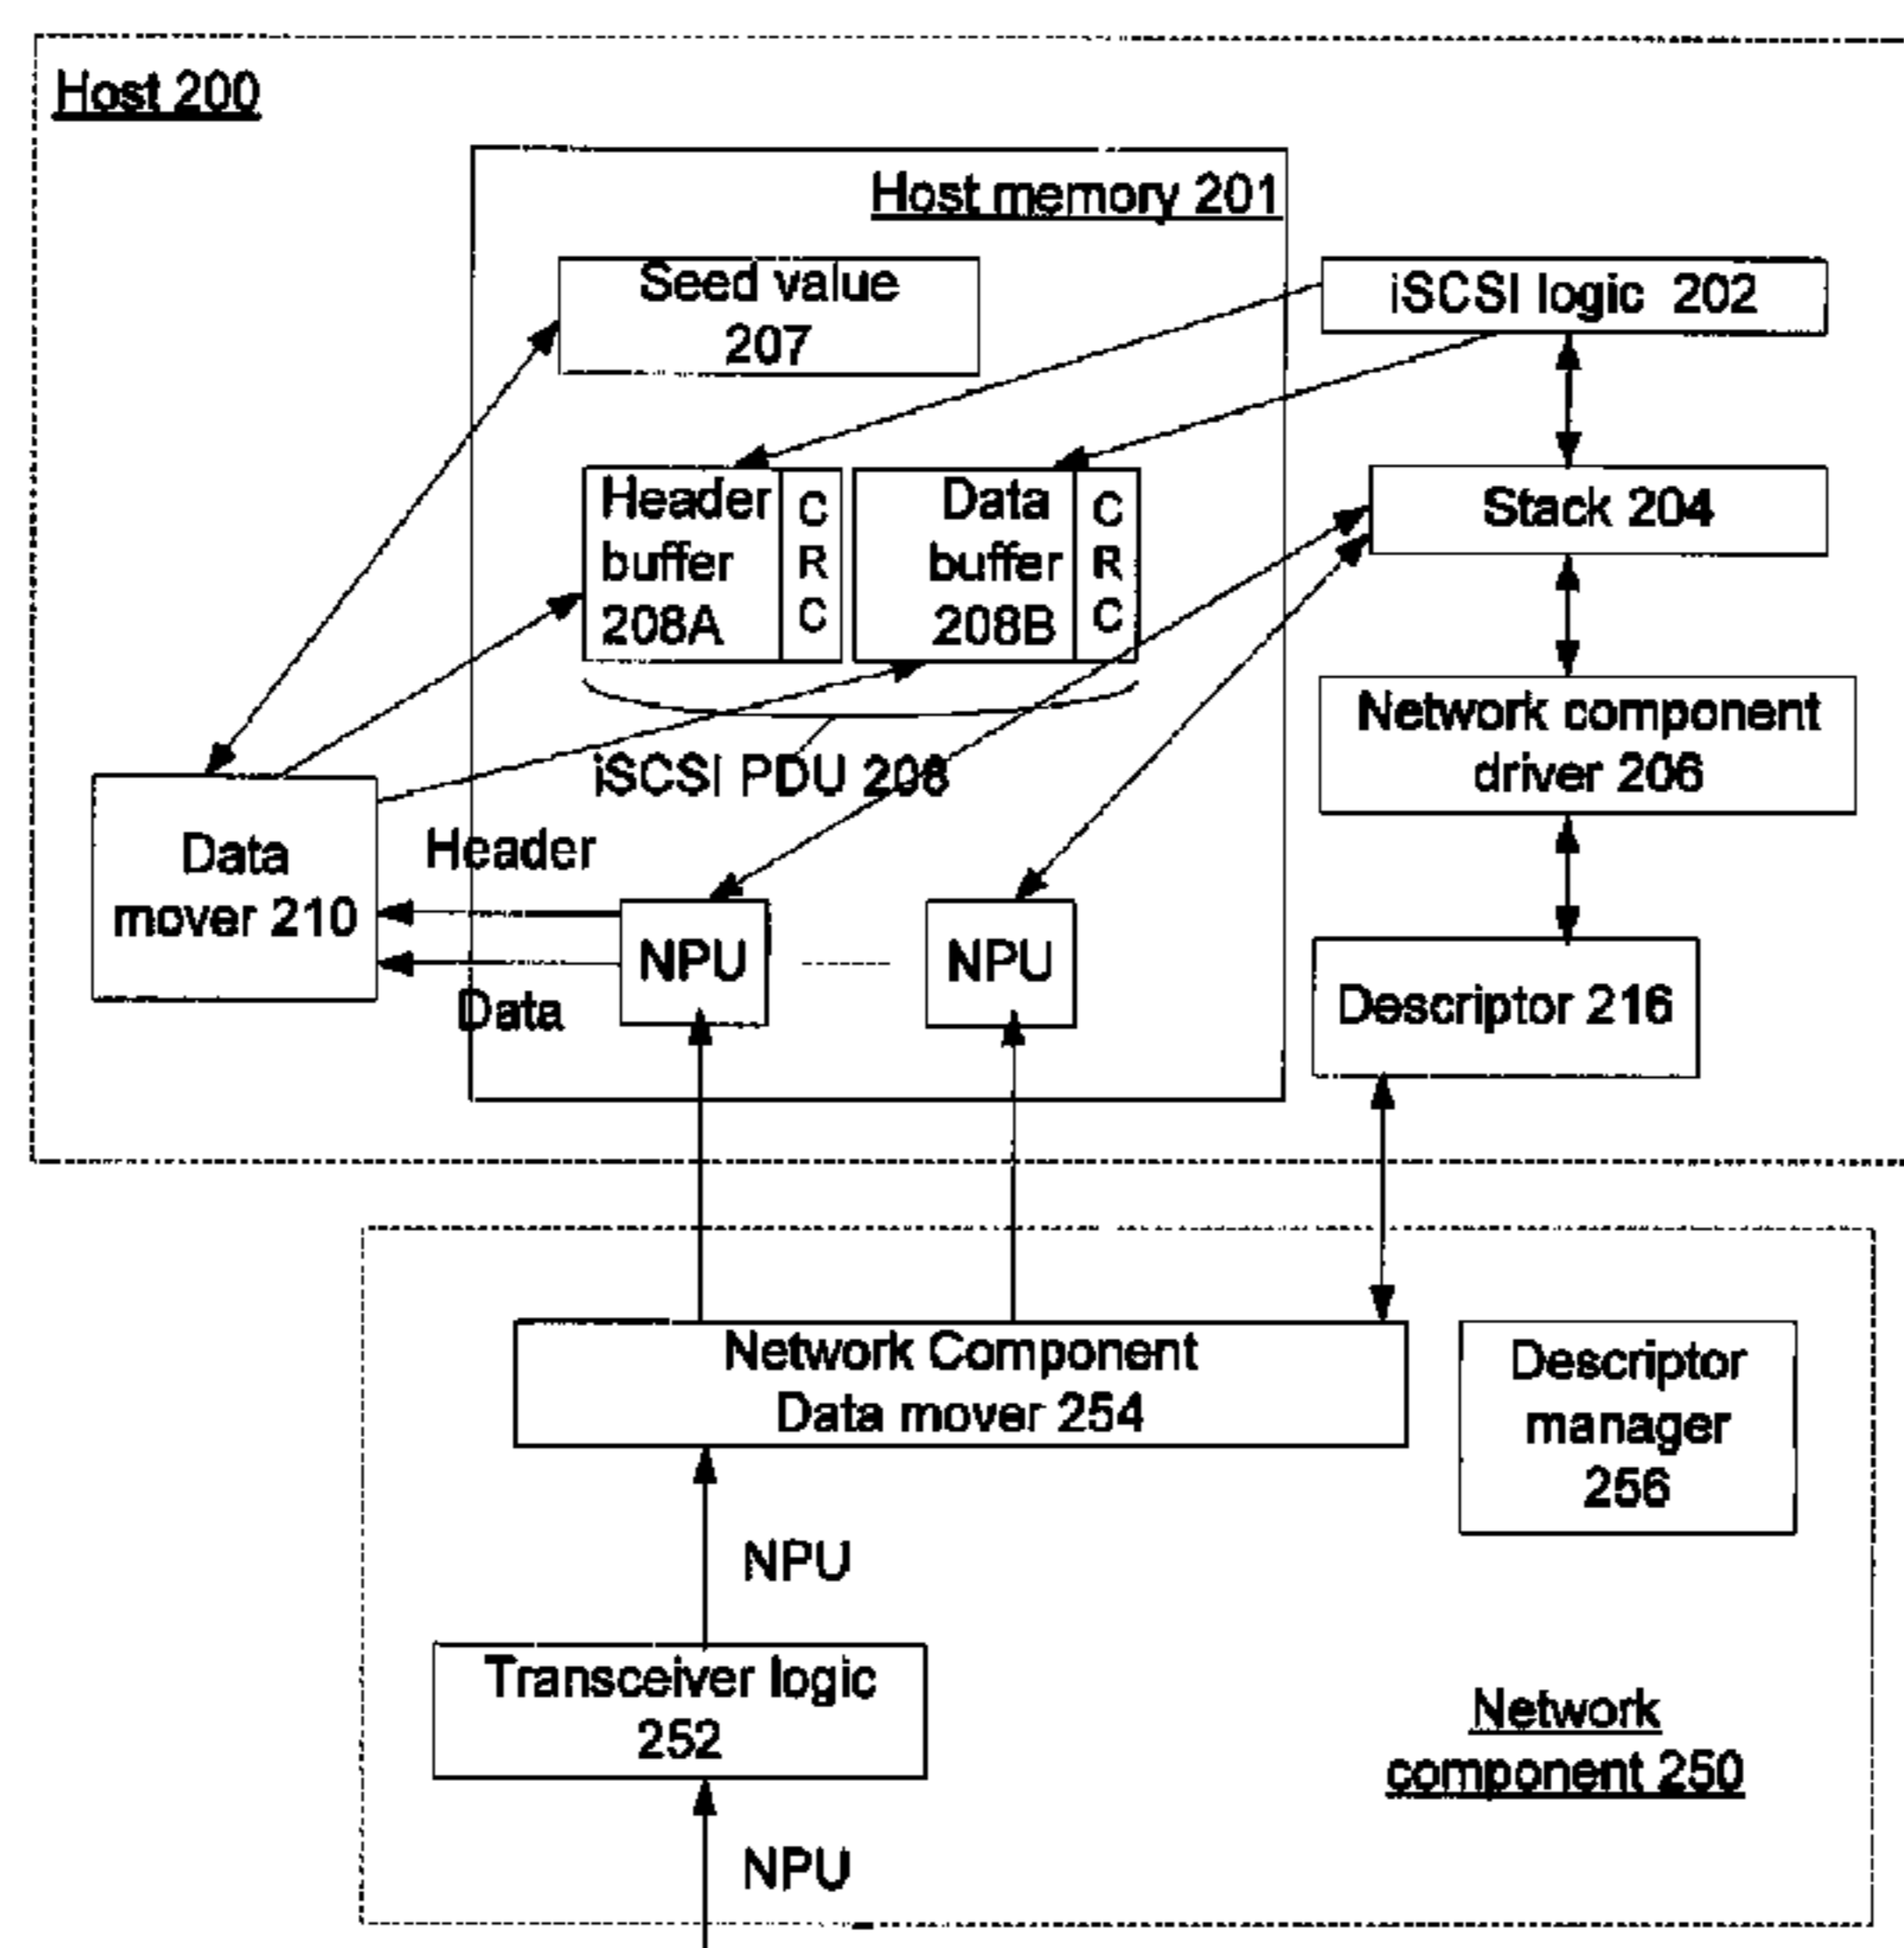 Host 200
Host memory 201
Seed value
207
iSCSI logic 202
Header
buffer
208A
C
R
C
Data
buffer
208B
C
R
C
Stack 204
iSCSI PDU 208
Network component
driver 206
Data
mover 210
Header
Data
NPU
NPU
Descriptor 216
Network Component
Data mover 254
Descriptor
manager
256
NPU
Transceiver logic
252
Network
component 250
NPU